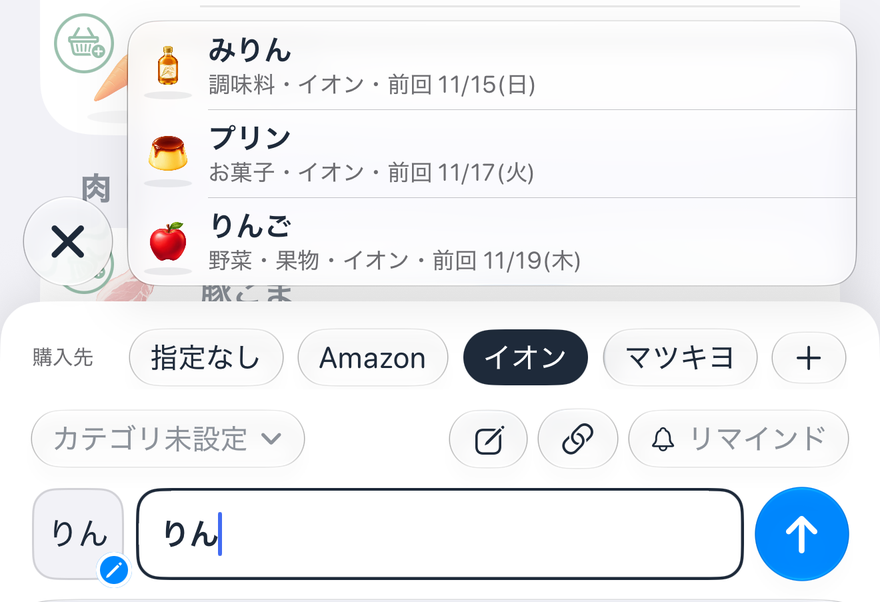 みりん
調味料・イオン・前回 11/15(日)
プリン
お菓子・イオン・前回 11/17(火)
肉
りんご
野菜・果物・イオン・前回 11/19(木)
豚こま
購入先
指定なし
Amazon
イオン
マツキヨ
カテゴリ未設定
リマインド
りん
りん